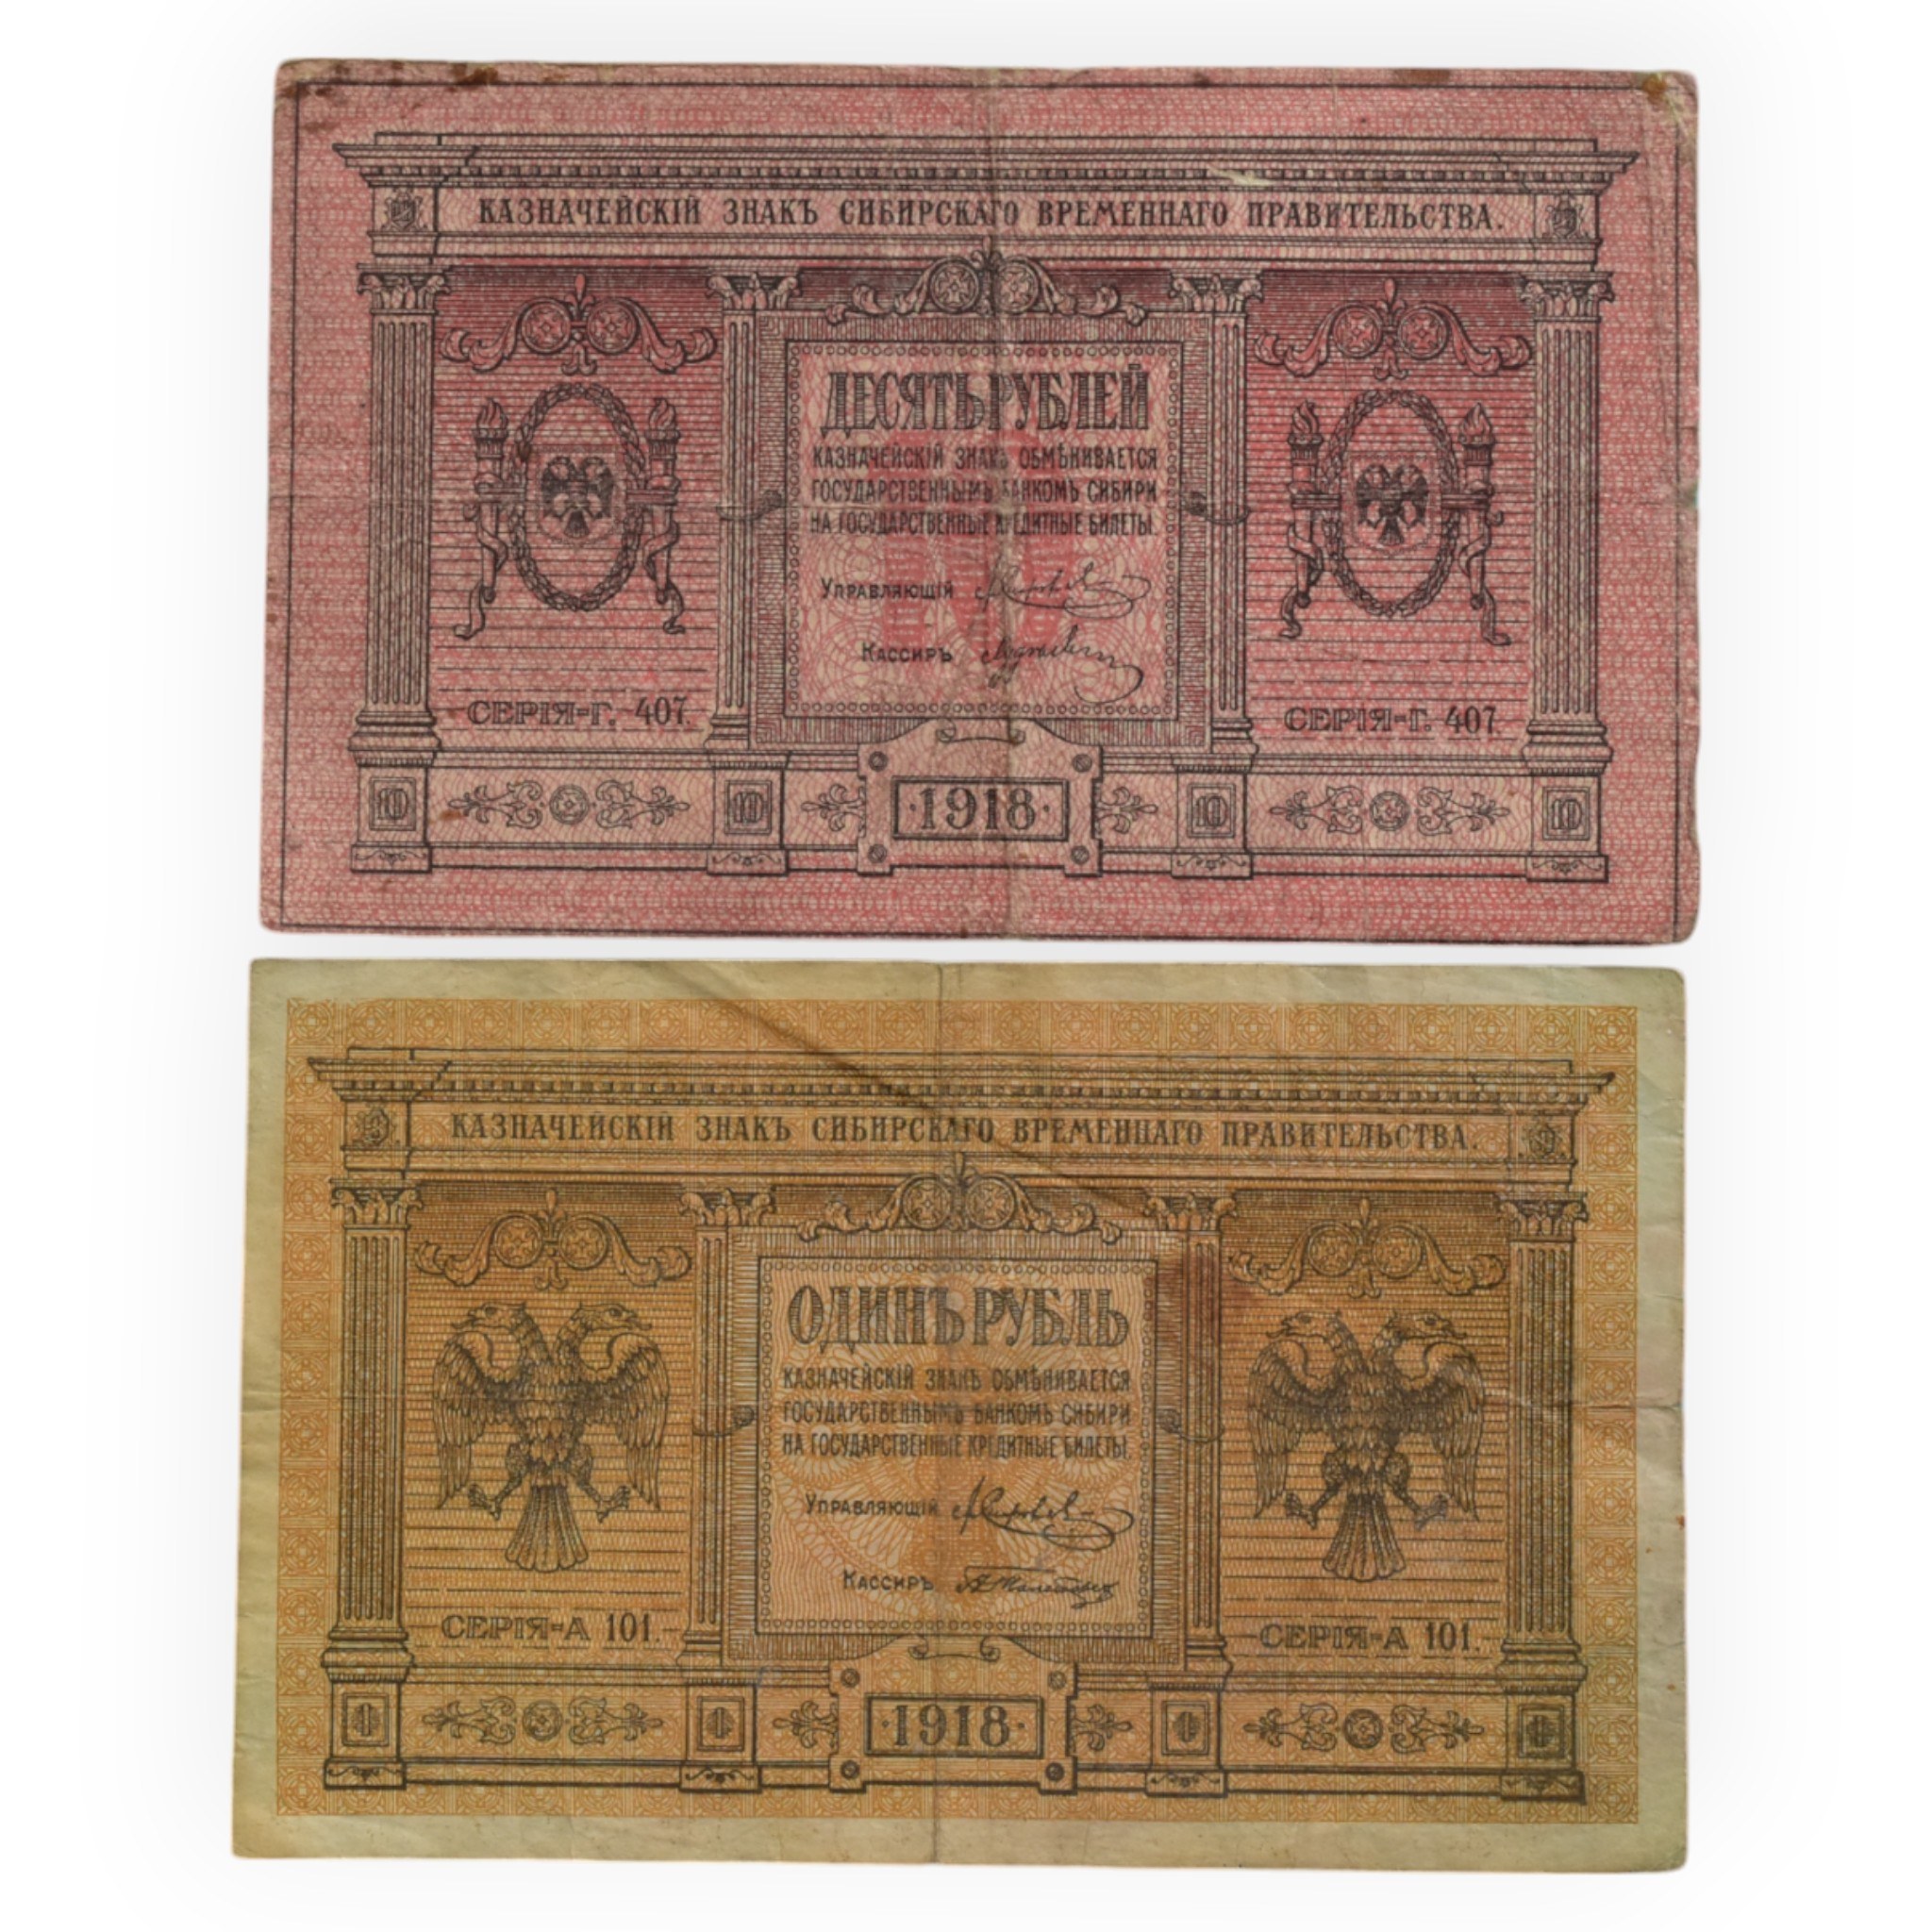 КАЗНАЧЕЙСКІЙ ЗНАКЪ СИБИРСКАГО ВРЕМЕННАГО ПРАВИТЕЛЬСТВА.
ДЕСЯТЬ РУБЛЕЙ
КАЗНАЧЕЙСКІЙ ЗНАКЪ ОБМѢНИВАЕТСЯ
ГОСУДАРСТВЕННЫМЪ БАНКОМЪ СИБИРИ
НА ГОСУДАРСТВЕННЫЕ КРЕДИТНЫЕ БИЛЕТЫ.
УПРАВЛЯЮЩІЙ
КАССИРЪ
СЕРІЯ-Г. 407. СЕРІЯ-Г. 407.
10 10 ·1918· 10 10
КАЗНАЧЕЙСКІЙ ЗНАКЪ СИБИРСКАГО ВРЕМЕННАГО ПРАВИТЕЛЬСТВА.
ОДИНЪ РУБЛЬ
КАЗНАЧЕЙСКІЙ ЗНАКЪ ОБМѢНИВАЕТСЯ
ГОСУДАРСТВЕННЫМЪ БАНКОМЪ СИБИРИ
НА ГОСУДАРСТВЕННЫЕ КРЕДИТНЫЕ БИЛЕТЫ.
УПРАВЛЯЮЩІЙ
КАССИРЪ
СЕРІЯ-А 101. СЕРІЯ-А 101.
1 1 ·1918· 1 1